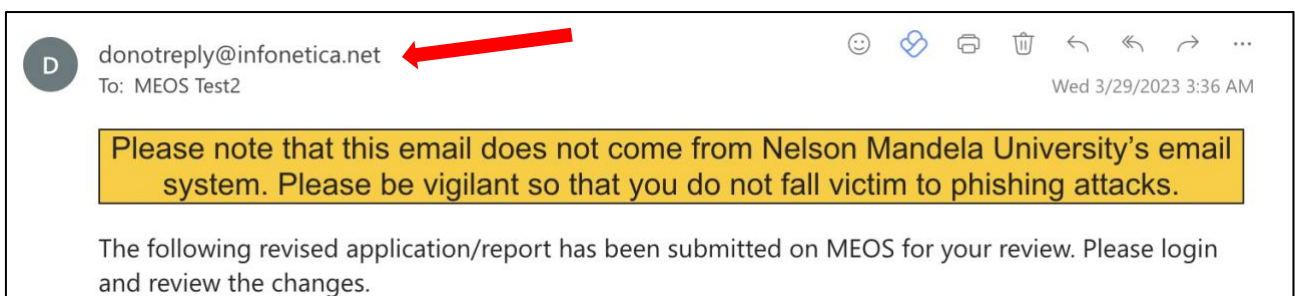 D
donotreply@infonetica.net
To: MEOS Test2
Wed 3/29/2023 3:36 AM
Please note that this email does not come from Nelson Mandela University's email
system. Please be vigilant so that you do not fall victim to phishing attacks.
The following revised application/report has been submitted on MEOS for your review. Please login
and review the changes.